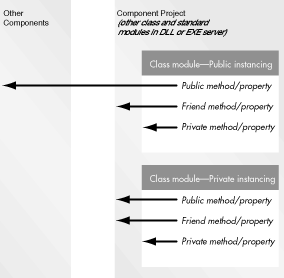 Other
Components
Component Project
(other class and standard
modules in DLL or EXE server)
Class module—Public instancing
Public method/property
Friend method/property
Private method/property
Class module—Private instancing
Public method/property
Friend method/property
Private method/property